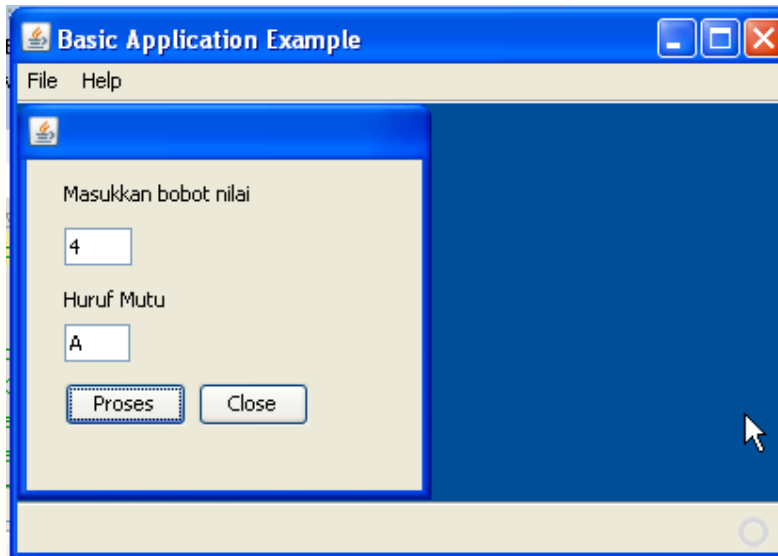 Basic Application Example
File Help
Masukkan bobot nilai
4
Huruf Mutu
A
Proses Close